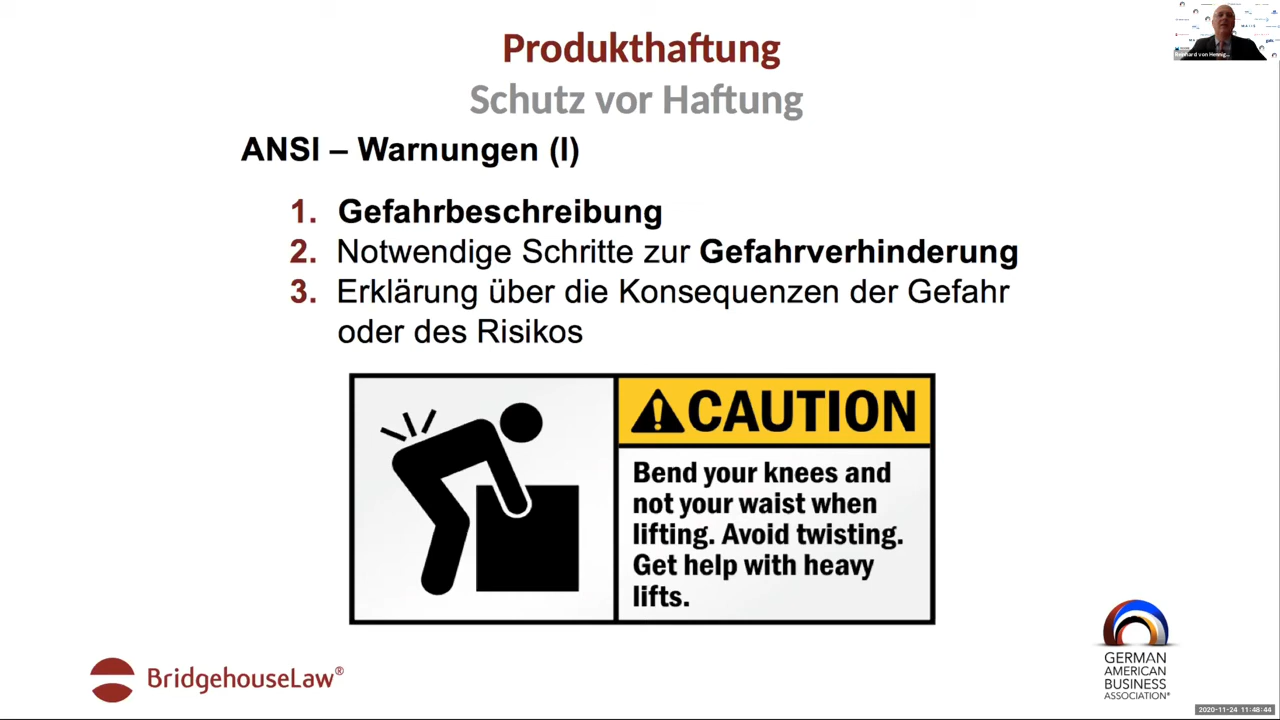 Produkthaftung
Schutz vor Haftung
ANSI – Warnungen (I)
1. Gefahrbeschreibung
2. Notwendige Schritte zur Gefahrverhinderung
3. Erklärung über die Konsequenzen der Gefahr
oder des Risikos
CAUTION
Bend your knees and
not your waist when
lifting. Avoid twisting.
Get help with heavy
lifts.
BridgehouseLaw®
GERMAN
AMERICAN
BUSINESS
ASSOCIATION®
2020-11-24 11:48:44